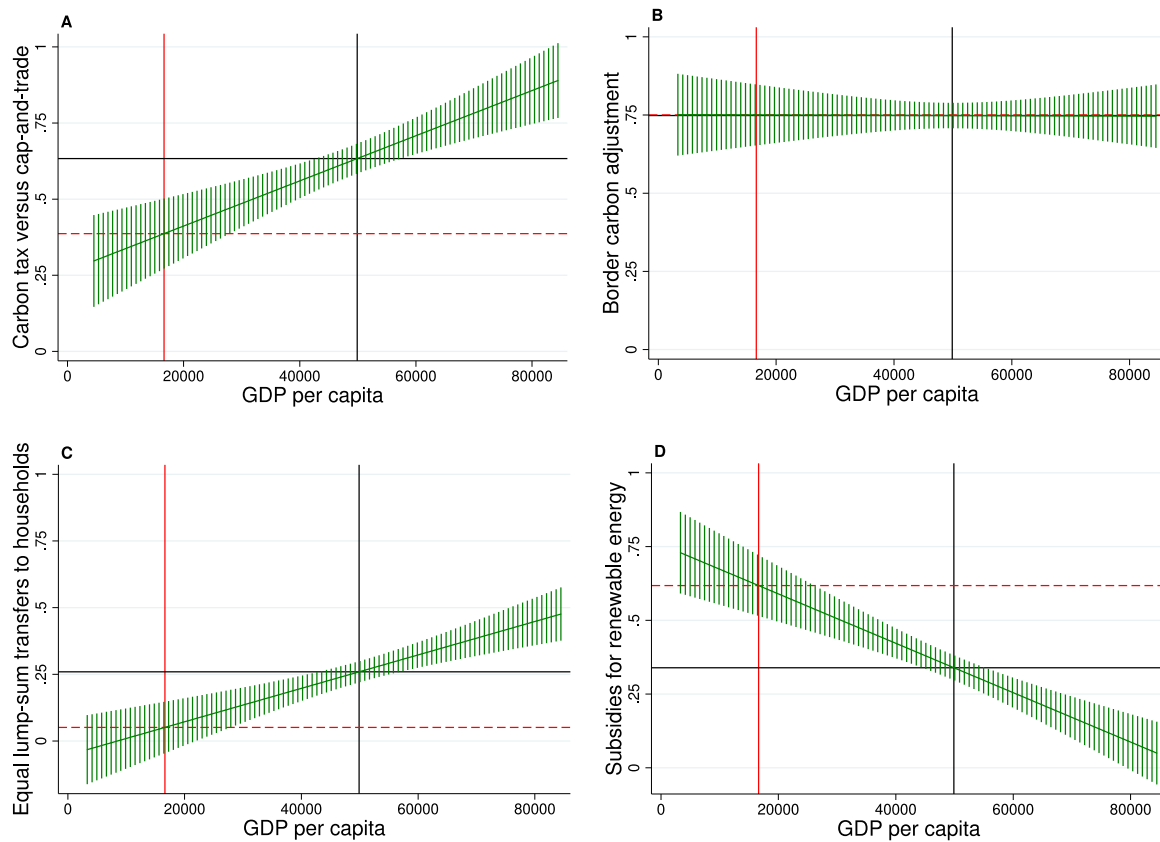 A
Carbon tax versus cap-and-trade
1
.75
.5
.25
0
0 20000 40000 60000 80000
GDP per capita
B
Border carbon adjustment
1
.75
.5
.25
0
0 20000 40000 60000 80000
GDP per capita
C
Equal lump-sum transfers to households
1
.75
.5
.25
0
0 20000 40000 60000 80000
GDP per capita
D
Subsidies for renewable energy
1
.75
.5
.25
0
0 20000 40000 60000 80000
GDP per capita